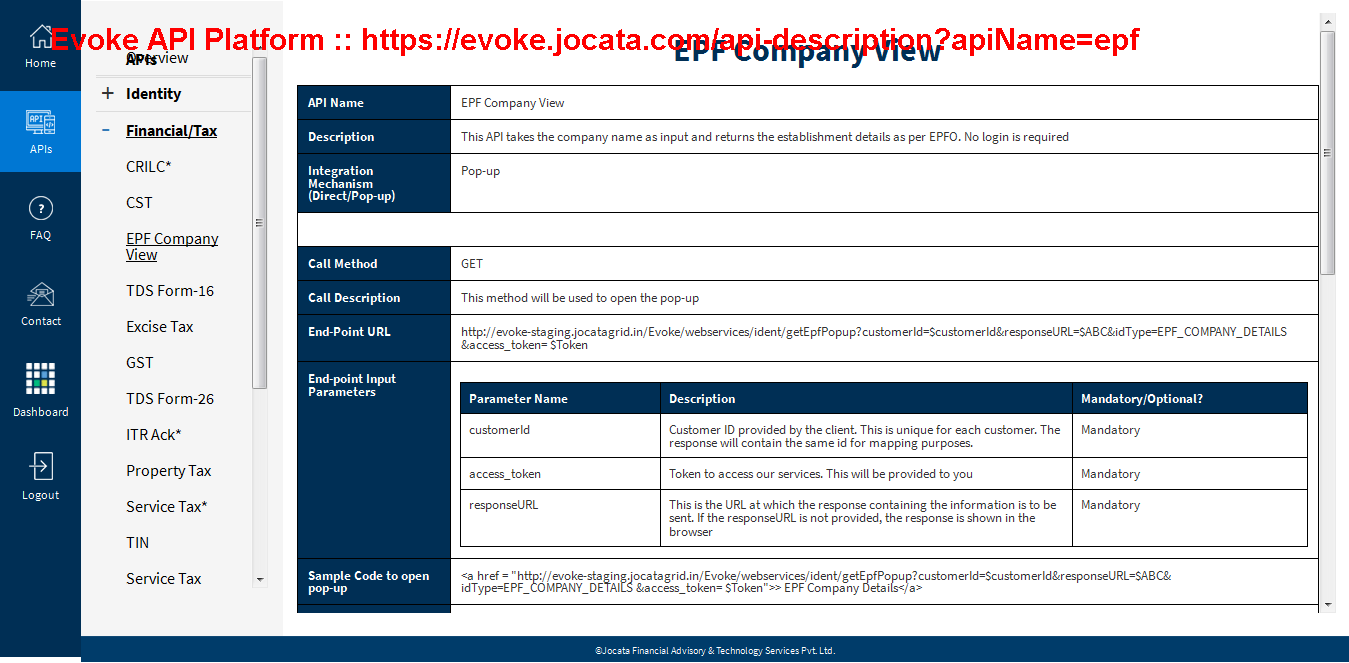 Evoke API Platform :: https://evoke.jocata.com/api-description?apiName=epf
Home
APIs
FAQ
Contact
Dashboard
Logout
Overview
APIs
+ Identity
− Financial/Tax
CRILC*
CST
EPF Company
View
TDS Form-16
Excise Tax
GST
TDS Form-26
ITR Ack*
Property Tax
Service Tax*
TIN
Service Tax
EPF Company View
API Name
EPF Company View
Description
This API takes the company name as input and returns the establishment details as per EPFO. No login is required
Integration
Mechanism
(Direct/Pop-up)
Pop-up
Call Method
GET
Call Description
This method will be used to open the pop-up
End-Point URL
http://evoke-staging.jocatagrid.in/Evoke/webservices/ident/getEpfPopup?customerId=$customerId&responseURL=$ABC&idType=EPF_COMPANY_DETAILS
&access_token= $Token
End-point Input
Parameters
Parameter Name
Description
Mandatory/Optional?
customerId
Customer ID provided by the client. This is unique for each customer. The
response will contain the same id for mapping purposes.
Mandatory
access_token
Token to access our services. This will be provided to you
Mandatory
responseURL
This is the URL at which the response containing the information is to be
sent. If the responseURL is not provided, the response is shown in the
browser
Mandatory
Sample Code to open
pop-up
<a href = "http://evoke-staging.jocatagrid.in/Evoke/webservices/ident/getEpfPopup?customerId=$customerId&responseURL=$ABC&
idType=EPF_COMPANY_DETAILS &access_token= $Token">> EPF Company Details</a>
©Jocata Financial Advisory & Technology Services Pvt. Ltd.